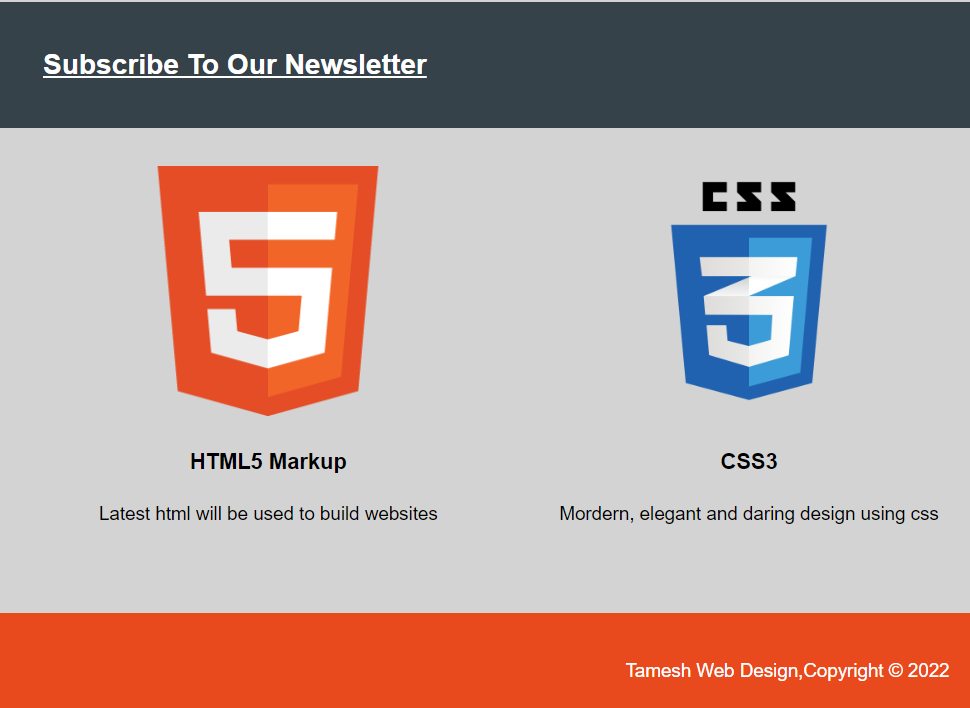 Subscribe To Our Newsletter
5
CSS
3
HTML5 Markup
CSS3
Latest html will be used to build websites
Mordern, elegant and daring design using css
Tamesh Web Design,Copyright © 2022